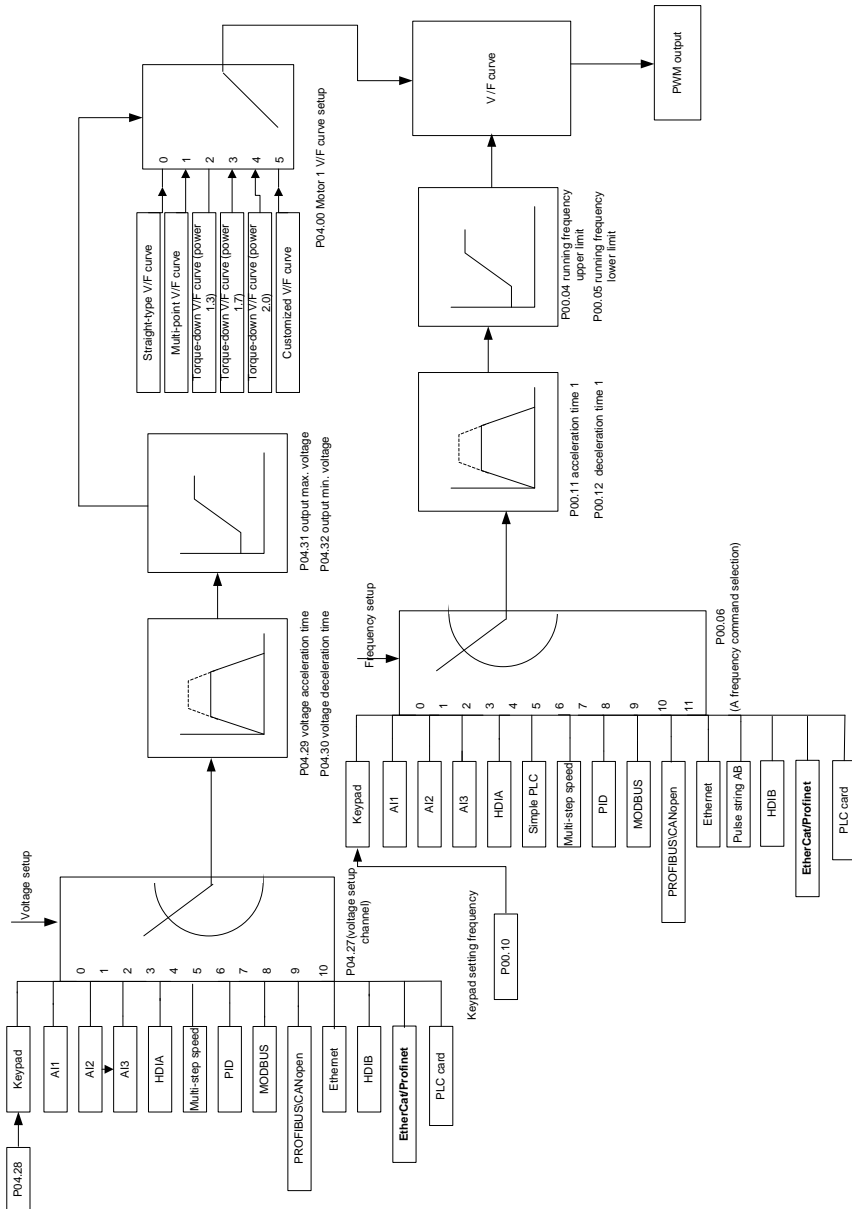 P04.28
Keypad
AI1
AI2
AI3
HDIA
Multi-step speed
PID
MODBUS
PROFIBUS\CANopen
Ethernet
HDIB
EtherCat/Profinet
PLC card
Voltage setup
0
1
2
3
4
5
6
7
8
9
10
P04.27(voltage setup
channel)
P04.29 voltage acceleration time
P04.30 voltage deceleration time
P04.31 output max. voltage
P04.32 output min. voltage
Straight-type V/F curve
Multi-point V/F curve
Torque-down V/F curve (power
1.3)
Torque-down V/F curve (power
1.7)
Torque-down V/F curve (power
2.0)
Customized V/F curve
0
1
2
3
4
5
P04.00 Motor 1 V/F curve setup
Keypad setting frequency
P00.10
Keypad
AI1
AI2
AI3
HDIA
Simple PLC
Multi-step speed
PID
MODBUS
PROFIBUS\CANopen
Ethernet
Pulse string AB
HDIB
EtherCat/Profinet
PLC card
Frequency setup
0
1
2
3
4
5
6
7
8
9
10
11
P00.06
(A frequency command selection)
P00.11 acceleration time 1
P00.12 deceleration time 1
P00.04 running frequency
upper limit
P00.05 running frequency
lower limit
V/F curve
PWM output